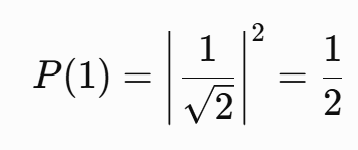 P(1) = |1/√2|² = 1/2